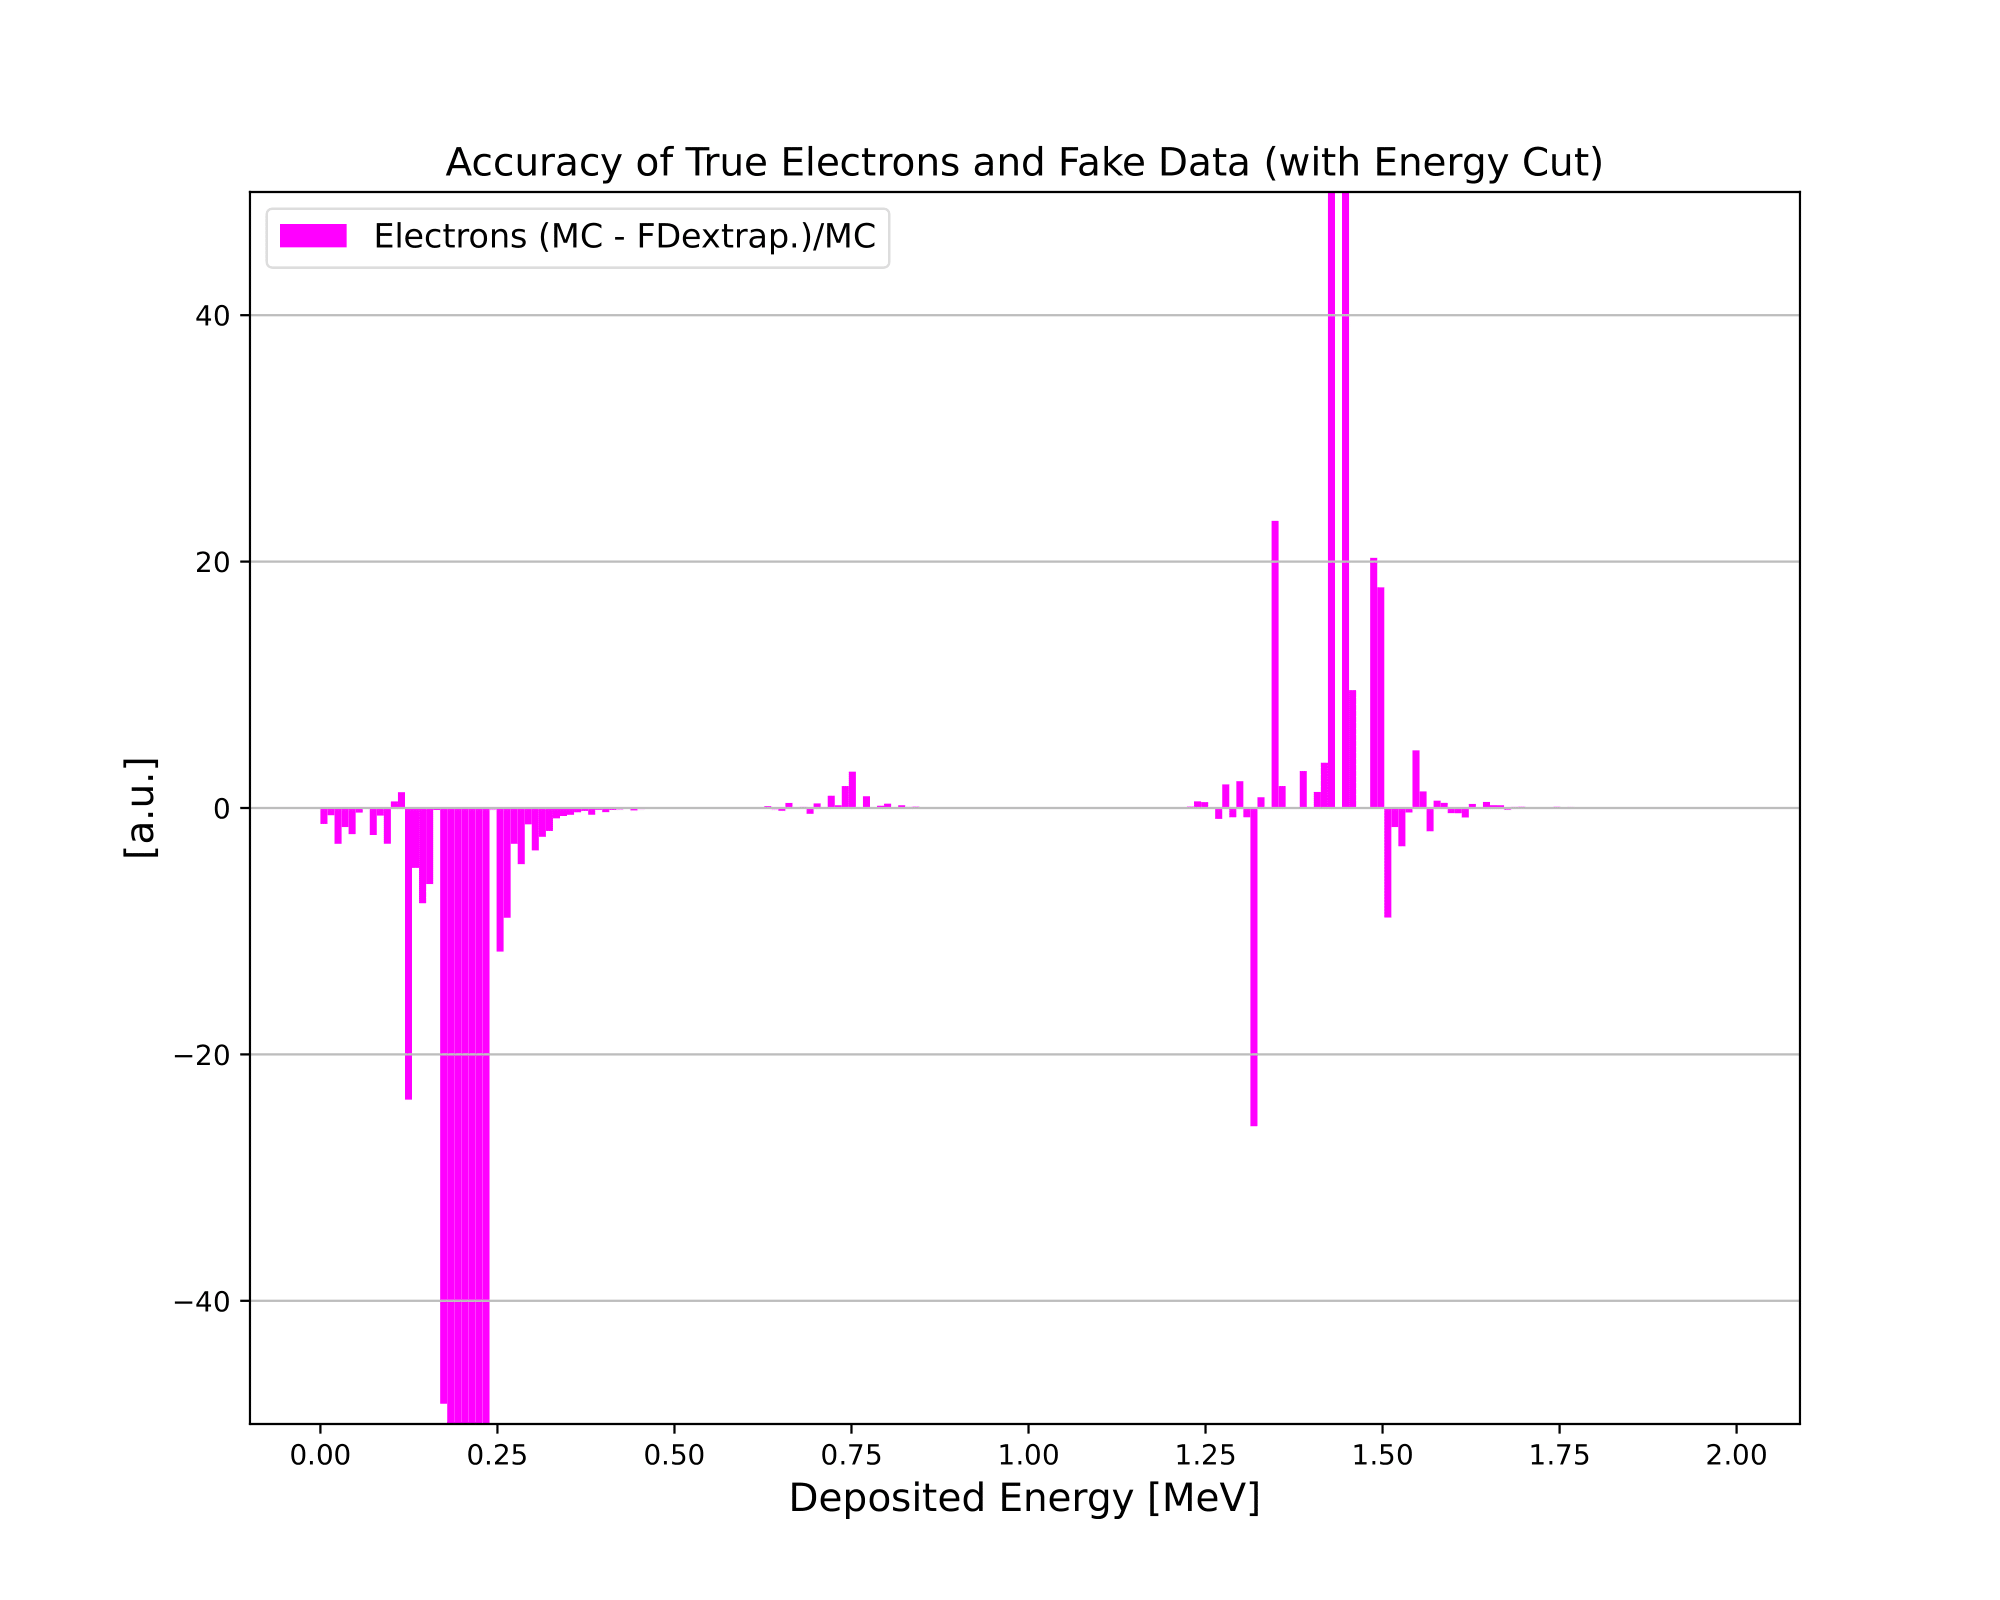 Accuracy of True Electrons and Fake Data (with Energy Cut)
Electrons (MC - FDextrap.)/MC
40
20
0
−20
−40
[a.u.]
0.00 0.25 0.50 0.75 1.00 1.25 1.50 1.75 2.00
Deposited Energy [MeV]